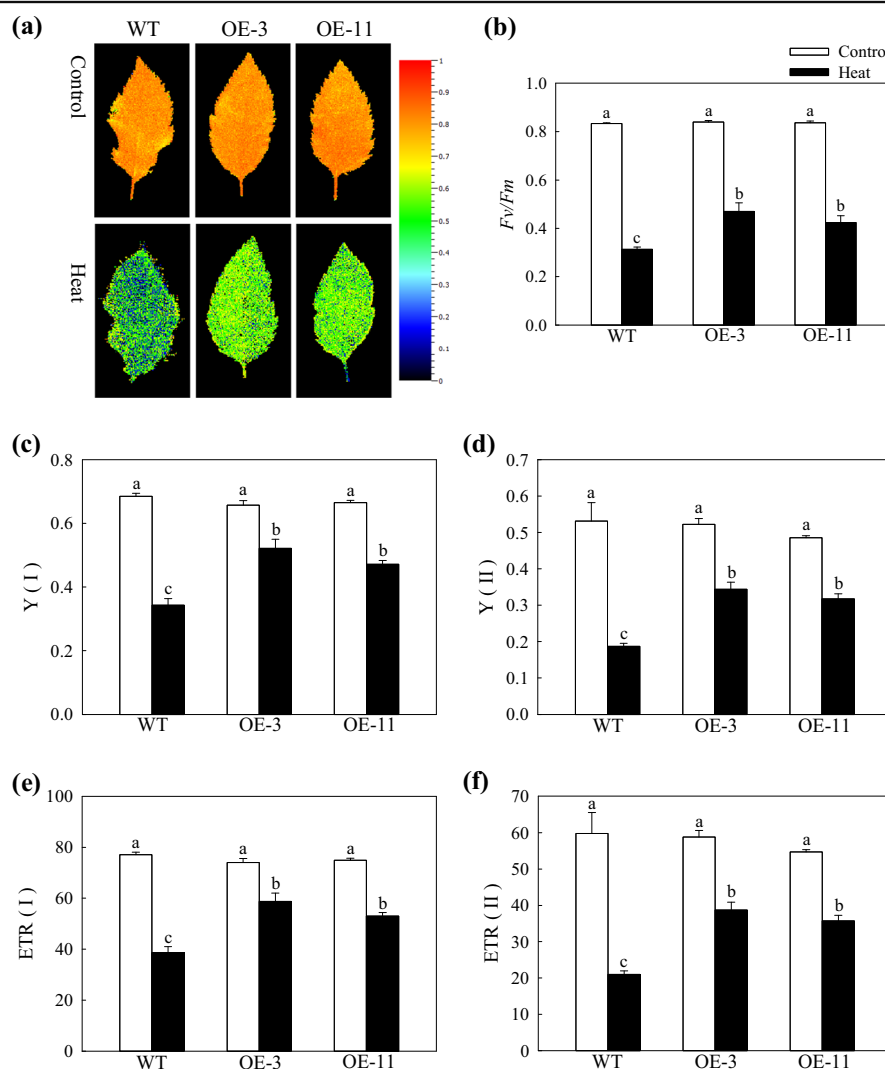 (a)
WT OE-3 OE-11
Control
Heat
1
0.9
0.8
0.7
0.6
0.5
0.4
0.3
0.2
0.1
0
(b)
Control
Heat
Fv/Fm
1.0
0.8
0.6
0.4
0.2
0.0
a a a
c b b
WT OE-3 OE-11
(c)
Y ( I )
0.8
0.6
0.4
0.2
0.0
a a a
c b b
WT OE-3 OE-11
(d)
Y ( II )
0.7
0.6
0.5
0.4
0.3
0.2
0.1
0.0
a a a
c b b
WT OE-3 OE-11
(e)
ETR ( I )
100
80
60
40
20
0
a a a
c b b
WT OE-3 OE-11
(f)
ETR ( II )
70
60
50
40
30
20
10
0
a a a
c b b
WT OE-3 OE-11